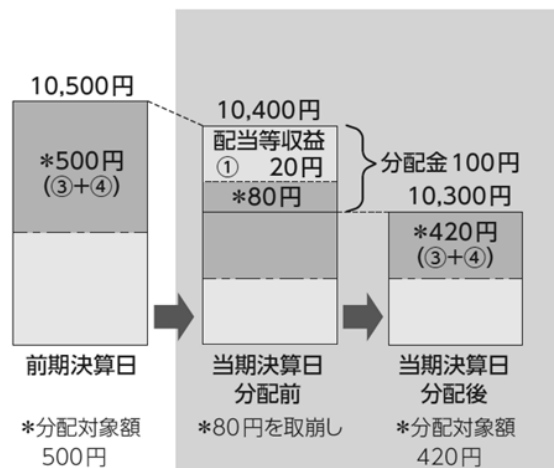 10,500円
*500円
(③+④)
前期決算日
*分配対象額
500円
10,400円
配当等収益
① 20円
*80円
分配金100円
当期決算日
分配前
*80円を取崩し
10,300円
*420円
(③+④)
当期決算日
分配後
*分配対象額
420円